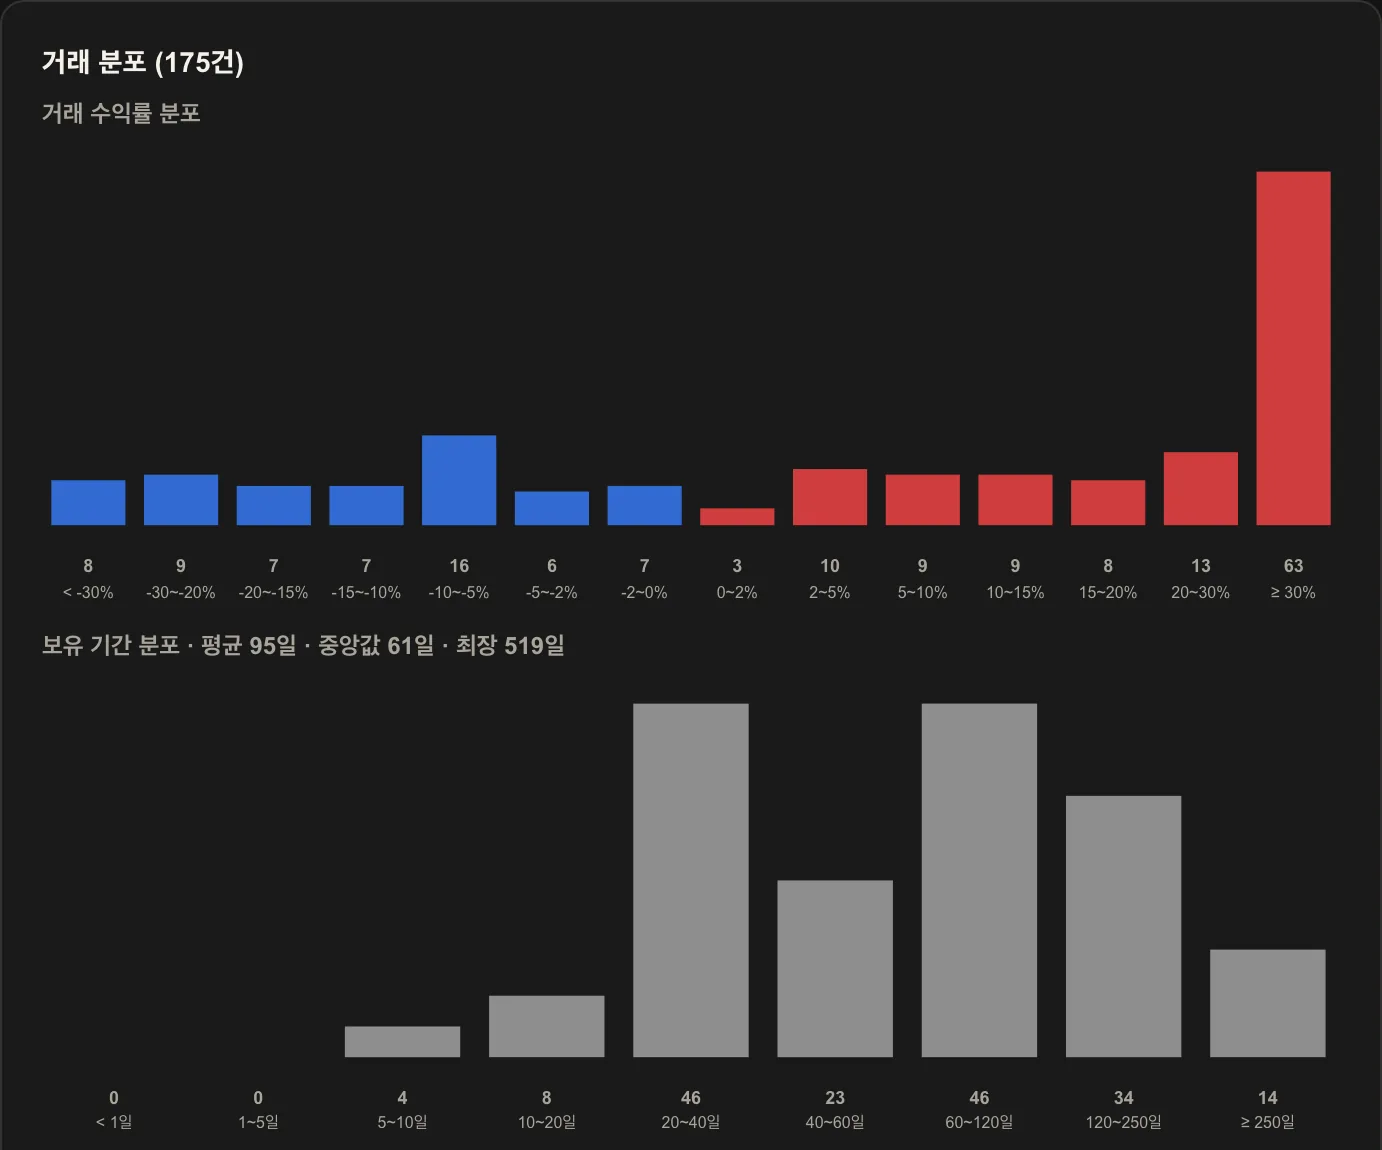 거래 분포 (175건)
거래 수익률 분포
8 9 7 7 16 6 7 3 10 9 9 8 13 63
< -30% -30~-20% -20~-15% -15~-10% -10~-5% -5~-2% -2~0% 0~2% 2~5% 5~10% 10~15% 15~20% 20~30% ≥ 30%
보유 기간 분포 · 평균 95일 · 중앙값 61일 · 최장 519일
0 0 4 8 46 23 46 34 14
< 1일 1~5일 5~10일 10~20일 20~40일 40~60일 60~120일 120~250일 ≥ 250일